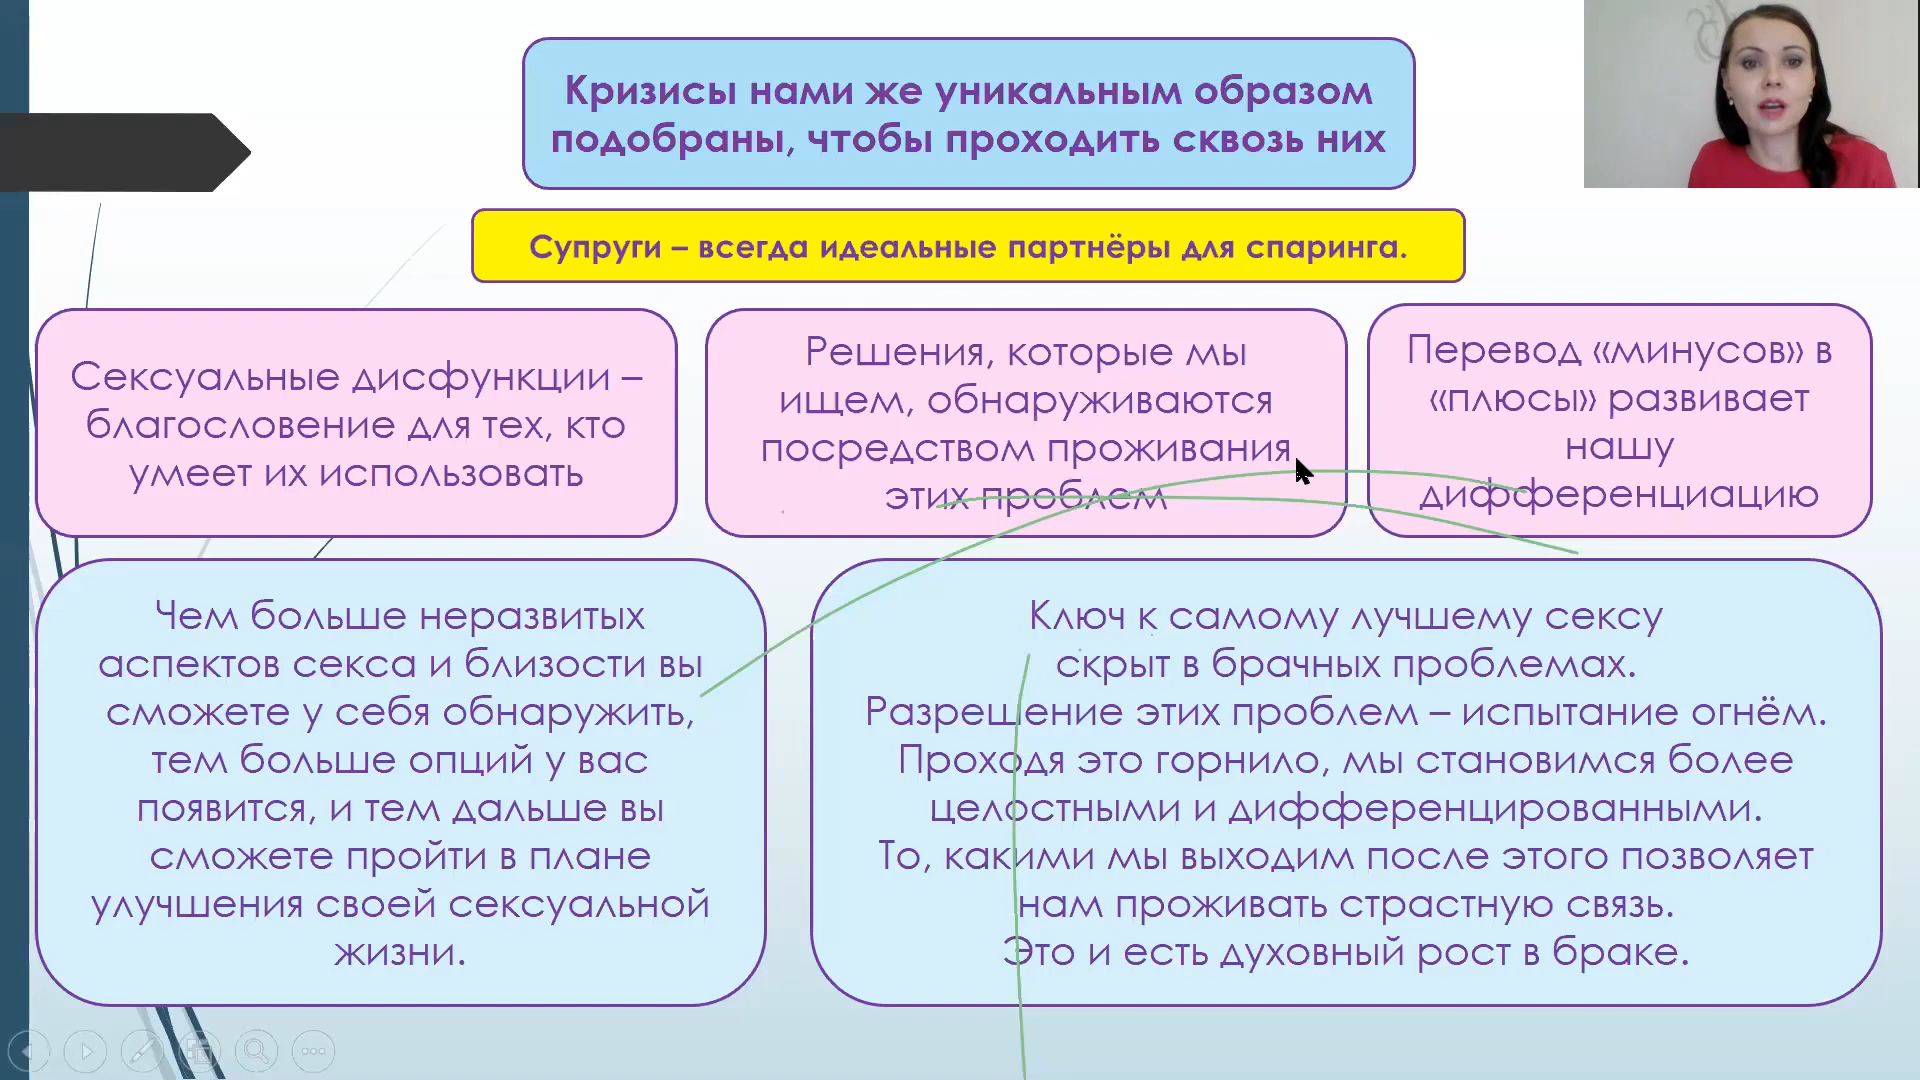 Кризисы нами же уникальным образом
подобраны, чтобы проходить сквозь них
Супруги – всегда идеальные партнёры для спаринга.
Сексуальные дисфункции –
благословение для тех, кто
умеет их использовать
Решения, которые мы
ищем, обнаруживаются
посредством проживания
этих проблем
Перевод «минусов» в
«плюсы» развивает
нашу
дифференциацию
Чем больше неразвитых
аспектов секса и близости вы
сможете у себя обнаружить,
тем больше опций у вас
появится, и тем дальше вы
сможете пройти в плане
улучшения своей сексуальной
жизни.
Ключ к самому лучшему сексу
скрыт в брачных проблемах.
Разрешение этих проблем – испытание огнём.
Проходя это горнило, мы становимся более
целостными и дифференцированными.
То, какими мы выходим после этого позволяет
нам проживать страстную связь.
Это и есть духовный рост в браке.